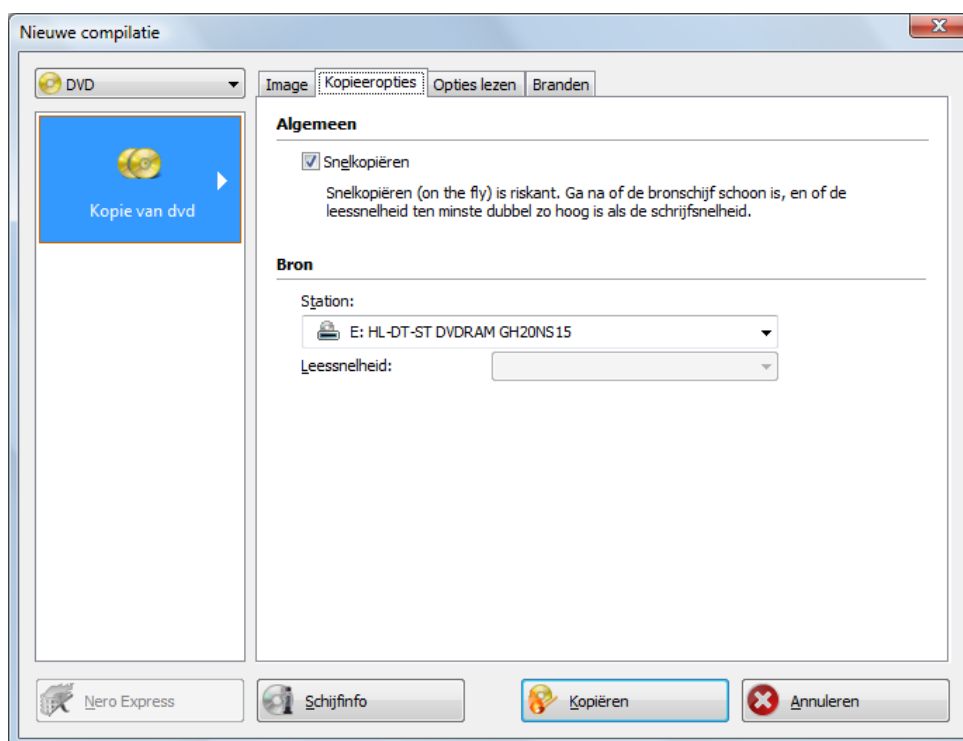 Nieuwe compilatie
DVD
Image
Kopieeropties
Opties lezen
Branden
Kopie van dvd
Algemeen
Snelkopiëren
Snelkopiëren (on the fly) is riskant. Ga na of de bronschijf schoon is, en of de
leessnelheid ten minste dubbel zo hoog is als de schrijfsnelheid.
Bron
Station:
E: HL-DT-ST DVDRAM GH20NS15
Leessnelheid:
Nero Express
Schijfinfo
Kopiëren
Annuleren